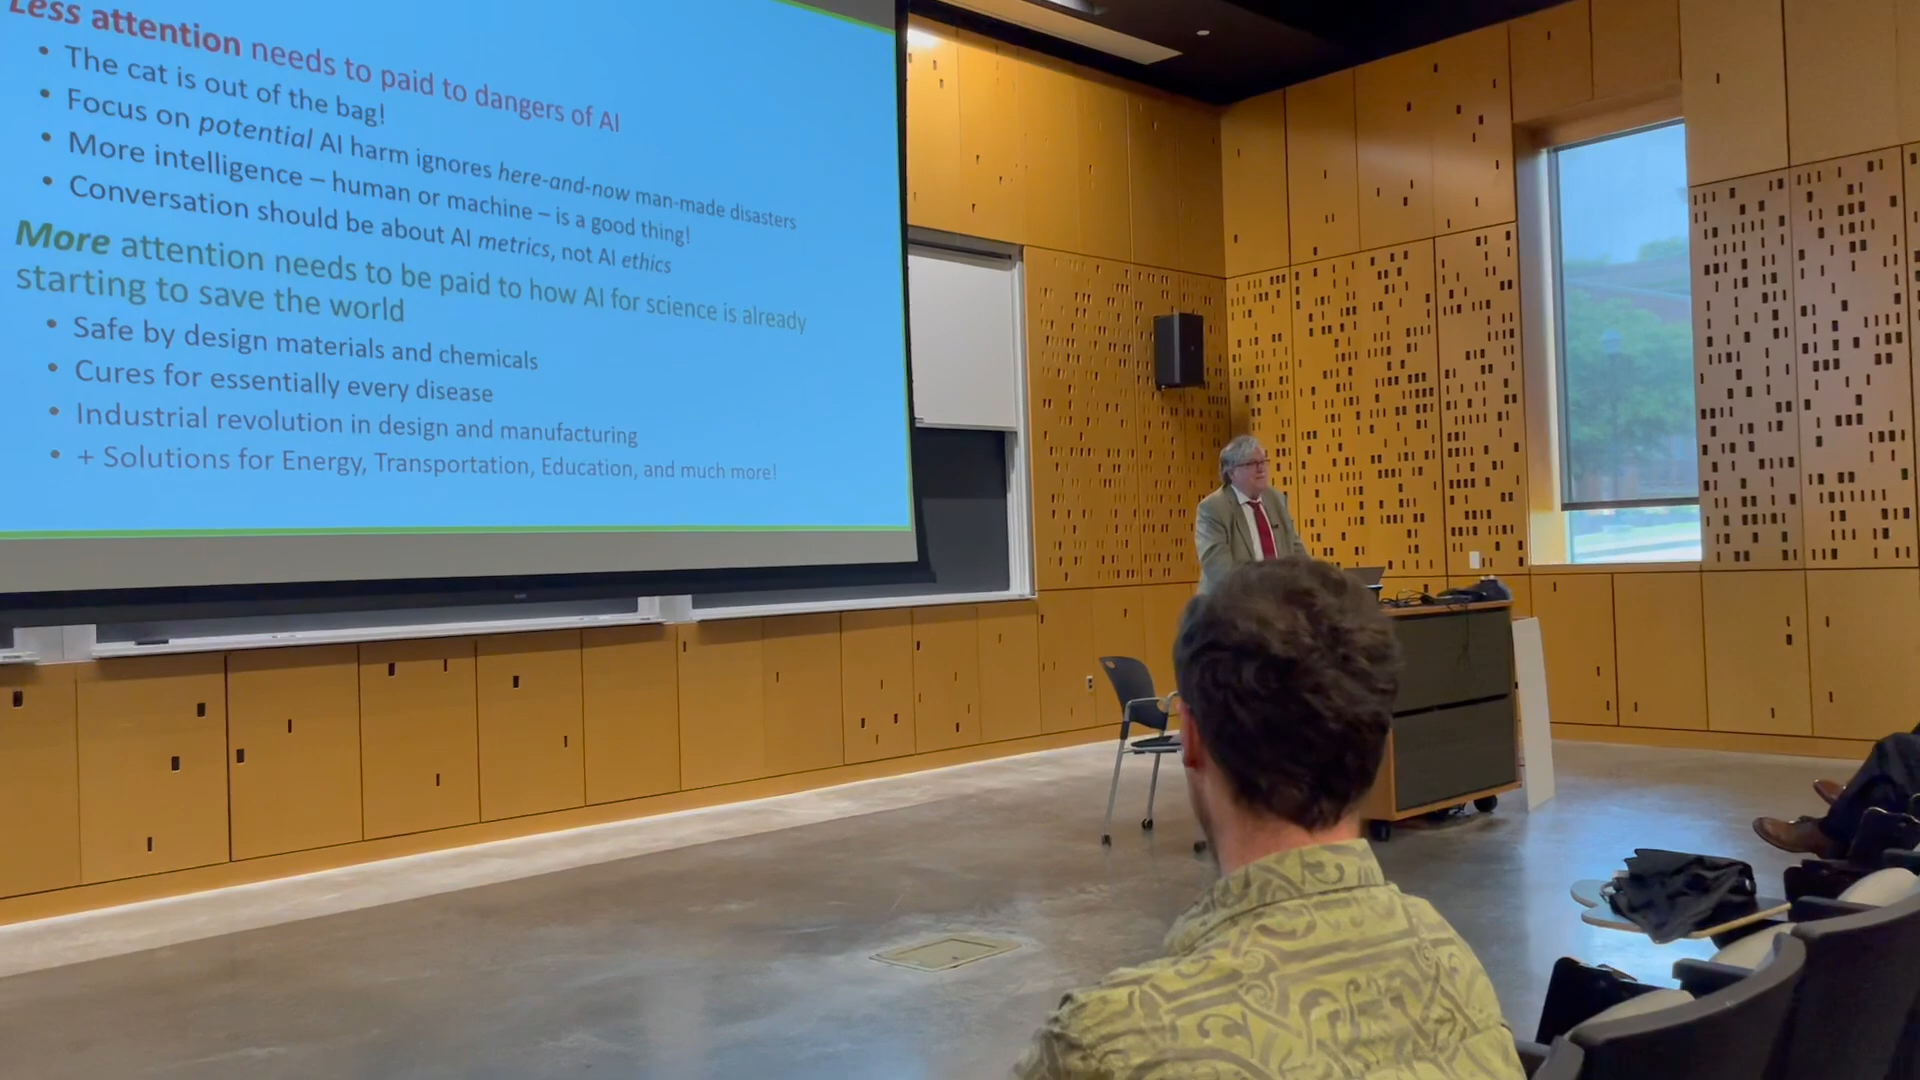 Less attention needs to paid to dangers of AI
• The cat is out of the bag!
• Focus on potential AI harm ignores here-and-now man-made disasters
• More intelligence – human or machine – is a good thing!
• Conversation should be about AI metrics, not AI ethics
More attention needs to be paid to how AI for science is already
starting to save the world
• Safe by design materials and chemicals
• Cures for essentially every disease
• Industrial revolution in design and manufacturing
• + Solutions for Energy, Transportation, Education, and much more!